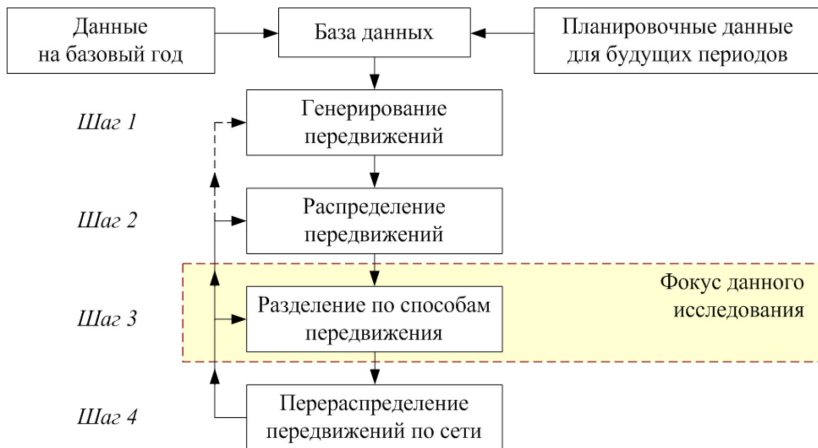 Данные
на базовый год
База данных
Планировочные данные
для будущих периодов
Шаг 1
Генерирование
передвижений
Шаг 2
Распределение
передвижений
Фокус данного
исследования
Шаг 3
Разделение по способам
передвижения
Шаг 4
Перераспределение
передвижений по сети